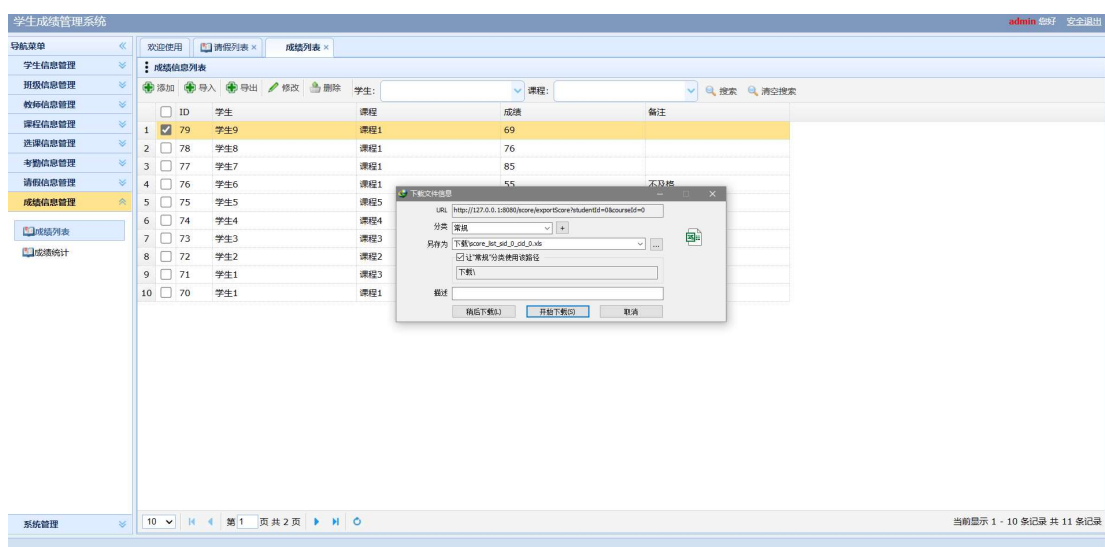 学生成绩管理系统 admin 您好 安全退出
导航菜单 欢迎使用 请假列表 成绩列表
学生信息管理 成绩信息列表
班级信息管理 添加 导入 导出 修改 删除 学生: 课程: 搜索 清空搜索
教师信息管理
课程信息管理
选课信息管理
考勤信息管理
请假信息管理
成绩信息管理
成绩列表
成绩统计
系统管理
ID 学生 课程 成绩 备注
1 79 学生9 课程1 69
2 78 学生8 课程1 76
3 77 学生7 课程1 85
4 76 学生6 课程1 55 不及格
5 75 学生5 课程5
6 74 学生4 课程4
7 73 学生3 课程3
8 72 学生2 课程2
9 71 学生1 课程3
10 70 学生1 课程1
下载文件信息
URL http://127.0.0.1:8080/score/exportScore?studentId=0&courseId=0
分类 常规 +
另存为 下载\score_list_sid_0_cid_0.xls ...
让"常规"分类使用该路径
下载\
描述
稍后下载(L) 开始下载(S) 取消
10 第 1 页 共 2 页 当前显示 1 - 10 条记录 共 11 条记录